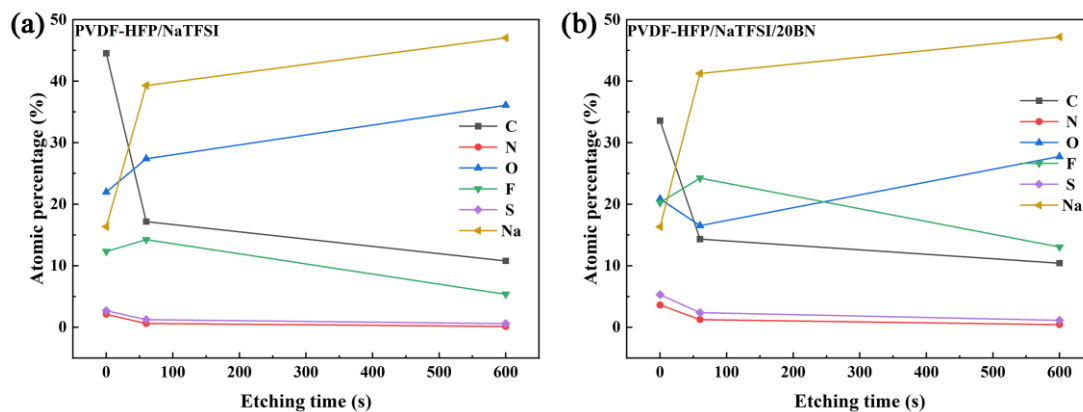 (a)
PVDF-HFP/NaTFSI
50
40
30
20
10
0
Atomic percentage (%)
C
N
O
F
S
Na
0 100 200 300 400 500 600
Etching time (s)
(b)
PVDF-HFP/NaTFSI/20BN
50
40
30
20
10
0
Atomic percentage (%)
C
N
O
F
S
Na
0 100 200 300 400 500 600
Etching time (s)